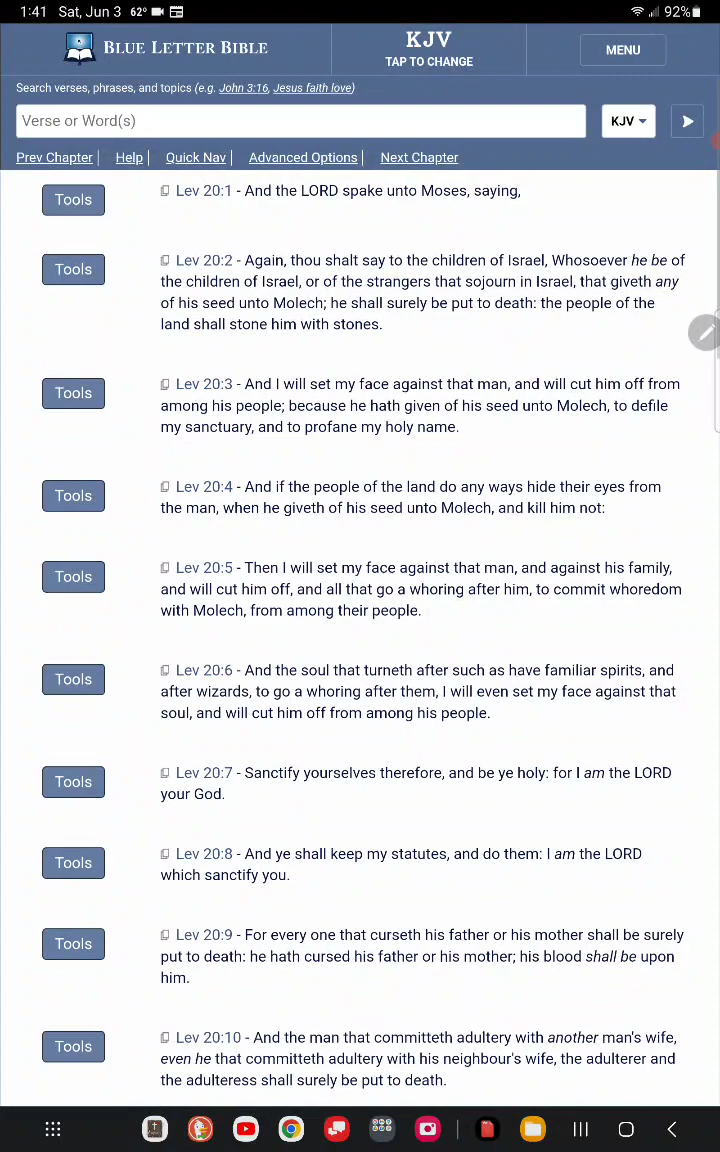 1:41 Sat, Jun 3 62° 92%
BLUE LETTER BIBLE
KJV
TAP TO CHANGE
MENU
Search verses, phrases, and topics (e.g. John 3:16, Jesus faith love)
Verse or Word(s)
KJV
Prev Chapter | Help | Quick Nav | Advanced Options | Next Chapter
Tools
Lev 20:1 - And the LORD spake unto Moses, saying,
Tools
Lev 20:2 - Again, thou shalt say to the children of Israel, Whosoever he be of
the children of Israel, or of the strangers that sojourn in Israel, that giveth any
of his seed unto Molech; he shall surely be put to death: the people of the
land shall stone him with stones.
Tools
Lev 20:3 - And I will set my face against that man, and will cut him off from
among his people; because he hath given of his seed unto Molech, to defile
my sanctuary, and to profane my holy name.
Tools
Lev 20:4 - And if the people of the land do any ways hide their eyes from
the man, when he giveth of his seed unto Molech, and kill him not:
Tools
Lev 20:5 - Then I will set my face against that man, and against his family,
and will cut him off, and all that go a whoring after him, to commit whoredom
with Molech, from among their people.
Tools
Lev 20:6 - And the soul that turneth after such as have familiar spirits, and
after wizards, to go a whoring after them, I will even set my face against that
soul, and will cut him off from among his people.
Tools
Lev 20:7 - Sanctify yourselves therefore, and be ye holy: for I am the LORD
your God.
Tools
Lev 20:8 - And ye shall keep my statutes, and do them: I am the LORD
which sanctify you.
Tools
Lev 20:9 - For every one that curseth his father or his mother shall be surely
put to death: he hath cursed his father or his mother; his blood shall be upon
him.
Tools
Lev 20:10 - And the man that committeth adultery with another man's wife,
even he that committeth adultery with his neighbour's wife, the adulterer and
the adulteress shall surely be put to death.